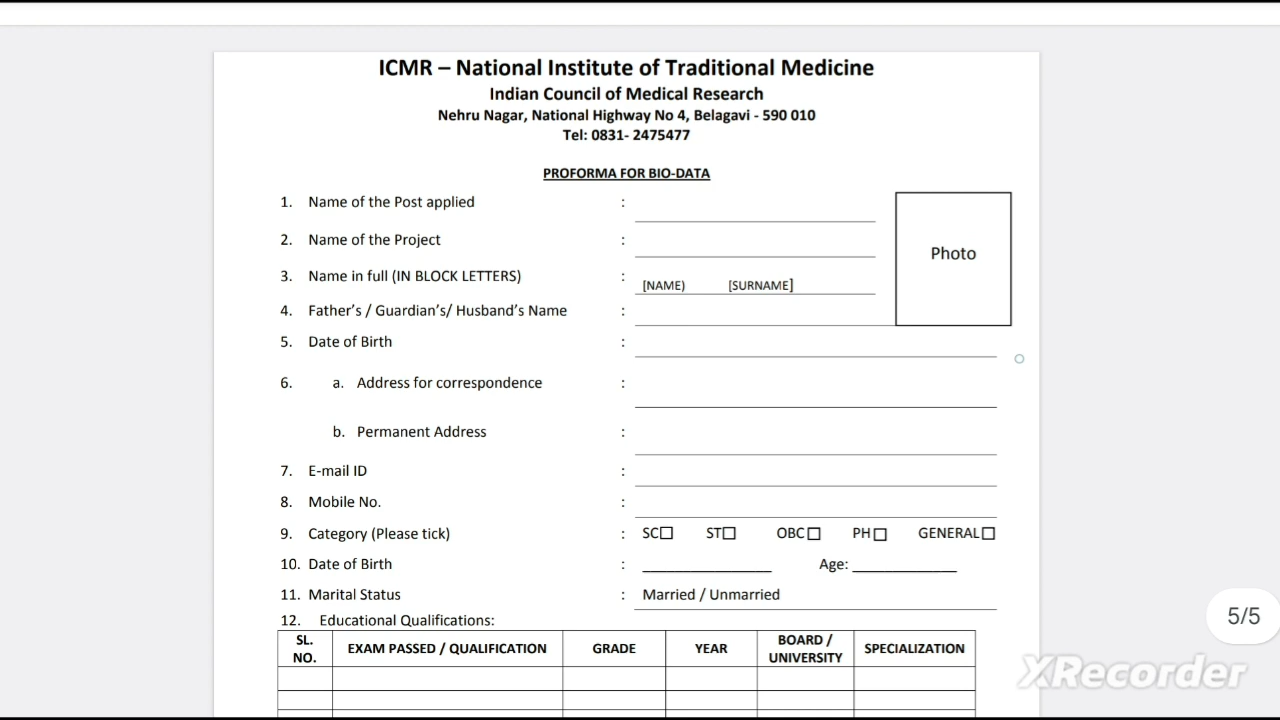 ICMR – National Institute of Traditional Medicine
Indian Council of Medical Research
Nehru Nagar, National Highway No 4, Belagavi - 590 010
Tel: 0831- 2475477
PROFORMA FOR BIO-DATA
1. Name of the Post applied :
2. Name of the Project :
Photo
3. Name in full (IN BLOCK LETTERS) : [NAME) [SURNAME]
4. Father’s / Guardian’s/ Husband’s Name :
5. Date of Birth :
6. a. Address for correspondence :
b. Permanent Address :
7. E-mail ID :
8. Mobile No. :
9. Category (Please tick) : SC☐ ST☐ OBC☐ PH☐ GENERAL☐
10. Date of Birth : ________________ Age: _____________
11. Marital Status : Married / Unmarried
12. Educational Qualifications:
SL. NO. EXAM PASSED / QUALIFICATION GRADE YEAR BOARD / UNIVERSITY SPECIALIZATION
5/5
XRecorder